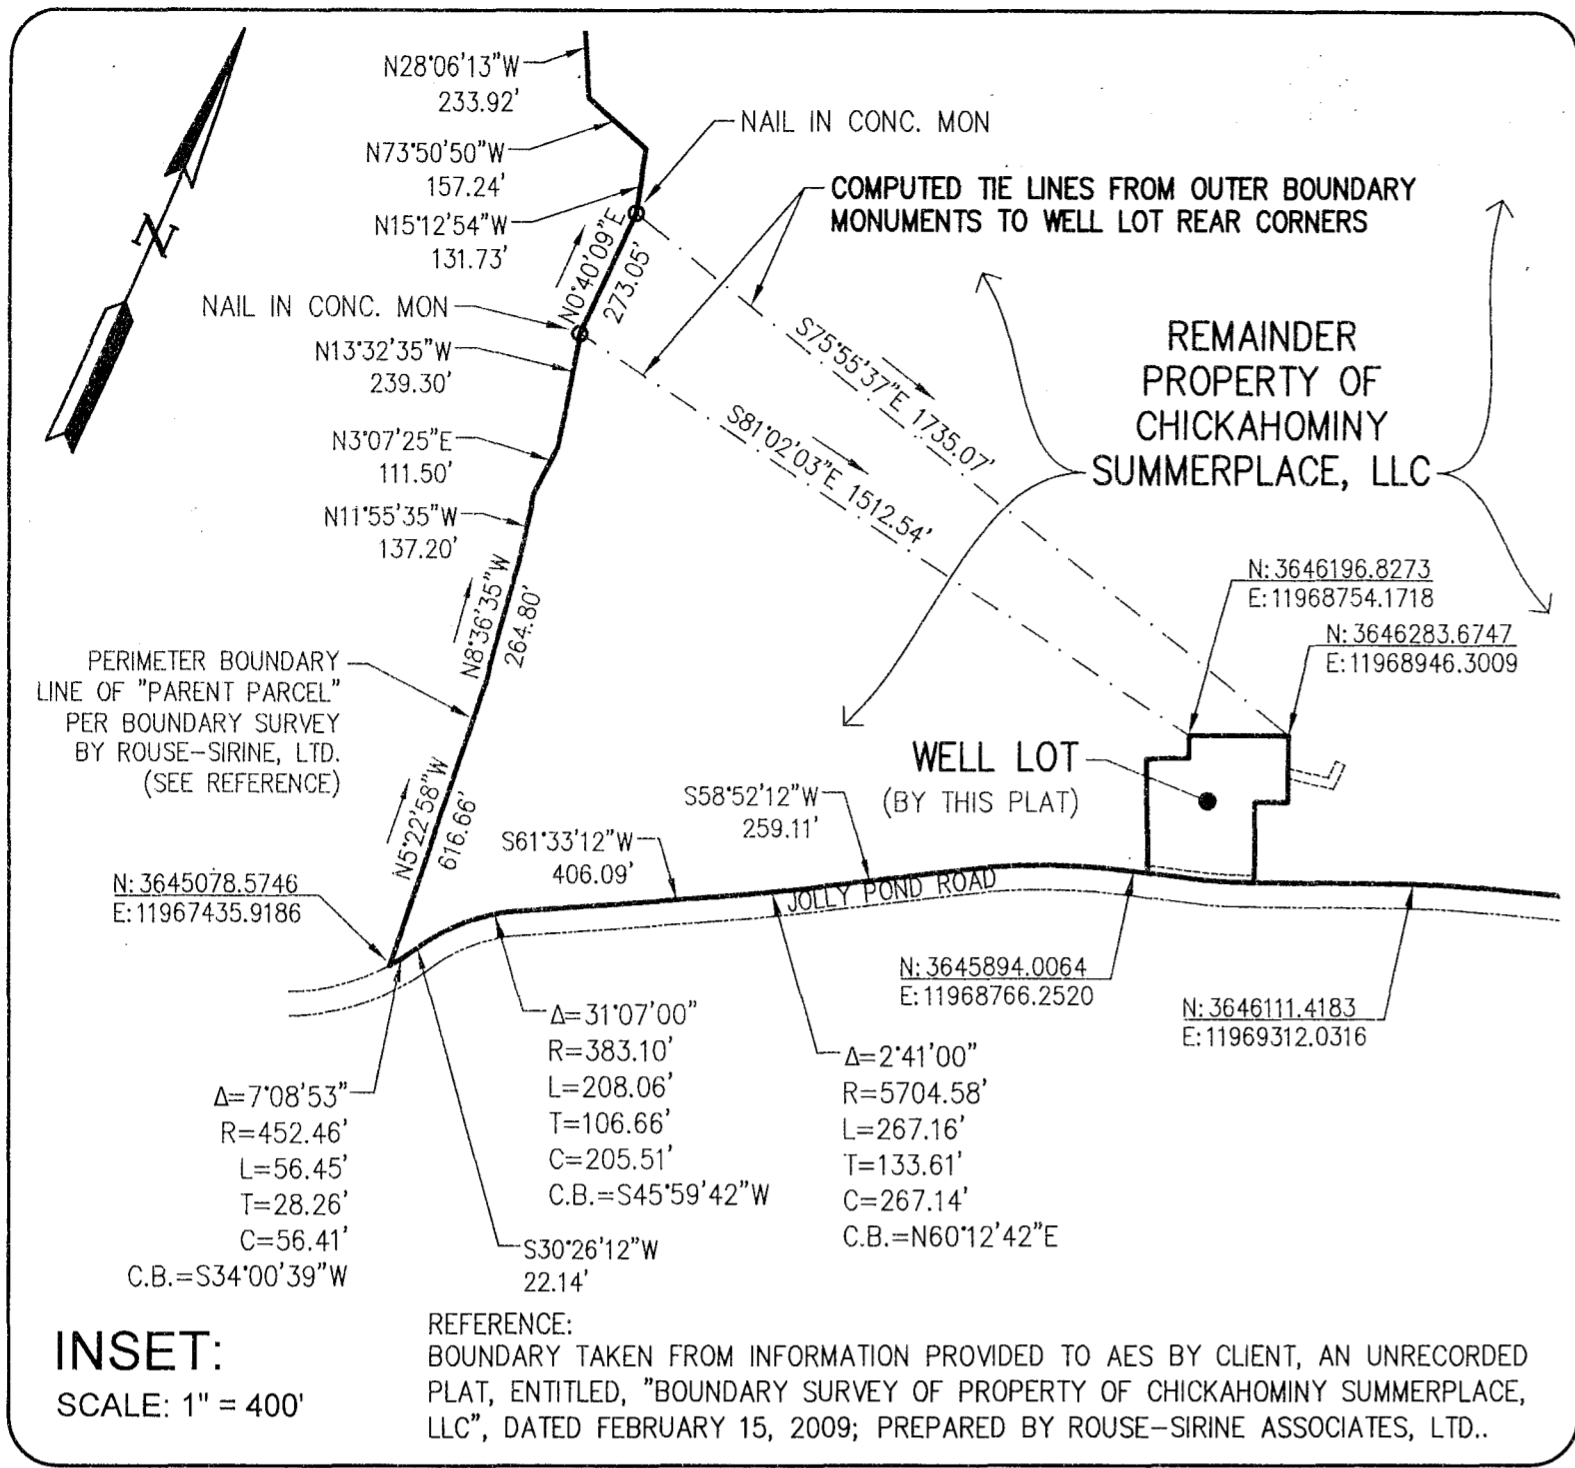 N28°06'13"W
233.92'
N73°50'50"W
157.24'
N15°12'54"W
131.73'
NAIL IN CONC. MON
COMPUTED TIE LINES FROM OUTER BOUNDARY
MONUMENTS TO WELL LOT REAR CORNERS
N
N0°40'09"E
273.05'
NAIL IN CONC. MON
N13°32'35"W
239.30'
N3°07'25"E
111.50'
N11°55'35"W
137.20'
S75°55'37"E 1735.07'
S81°02'03"E 1512.54'
REMAINDER
PROPERTY OF
CHICKAHOMINY
SUMMERPLACE, LLC
N8°36'35"W
264.80'
PERIMETER BOUNDARY
LINE OF "PARENT PARCEL"
PER BOUNDARY SURVEY
BY ROUSE-SIRINE, LTD.
(SEE REFERENCE)
N5°22'58"W
616.66'
N: 3646196.8273
E: 11968754.1718
N: 3646283.6747
E: 11968946.3009
WELL LOT
(BY THIS PLAT)
S58°52'12"W
259.11'
S61°33'12"W
406.09'
JOLLY POND ROAD
N: 3645078.5746
E: 11967435.9186
N: 3645894.0064
E: 11968766.2520
N: 3646111.4183
E: 11969312.0316
Δ=7°08'53"
R=452.46'
L=56.45'
T=28.26'
C=56.41'
C.B.=S34°00'39"W
Δ=31°07'00"
R=383.10'
L=208.06'
T=106.66'
C=205.51'
C.B.=S45°59'42"W
S30°26'12"W
22.14'
Δ=2°41'00"
R=5704.58'
L=267.16'
T=133.61'
C=267.14'
C.B.=N60°12'42"E
INSET:
SCALE: 1" = 400'
REFERENCE:
BOUNDARY TAKEN FROM INFORMATION PROVIDED TO AES BY CLIENT, AN UNRECORDED
PLAT, ENTITLED, "BOUNDARY SURVEY OF PROPERTY OF CHICKAHOMINY SUMMERPLACE,
LLC", DATED FEBRUARY 15, 2009; PREPARED BY ROUSE-SIRINE ASSOCIATES, LTD..